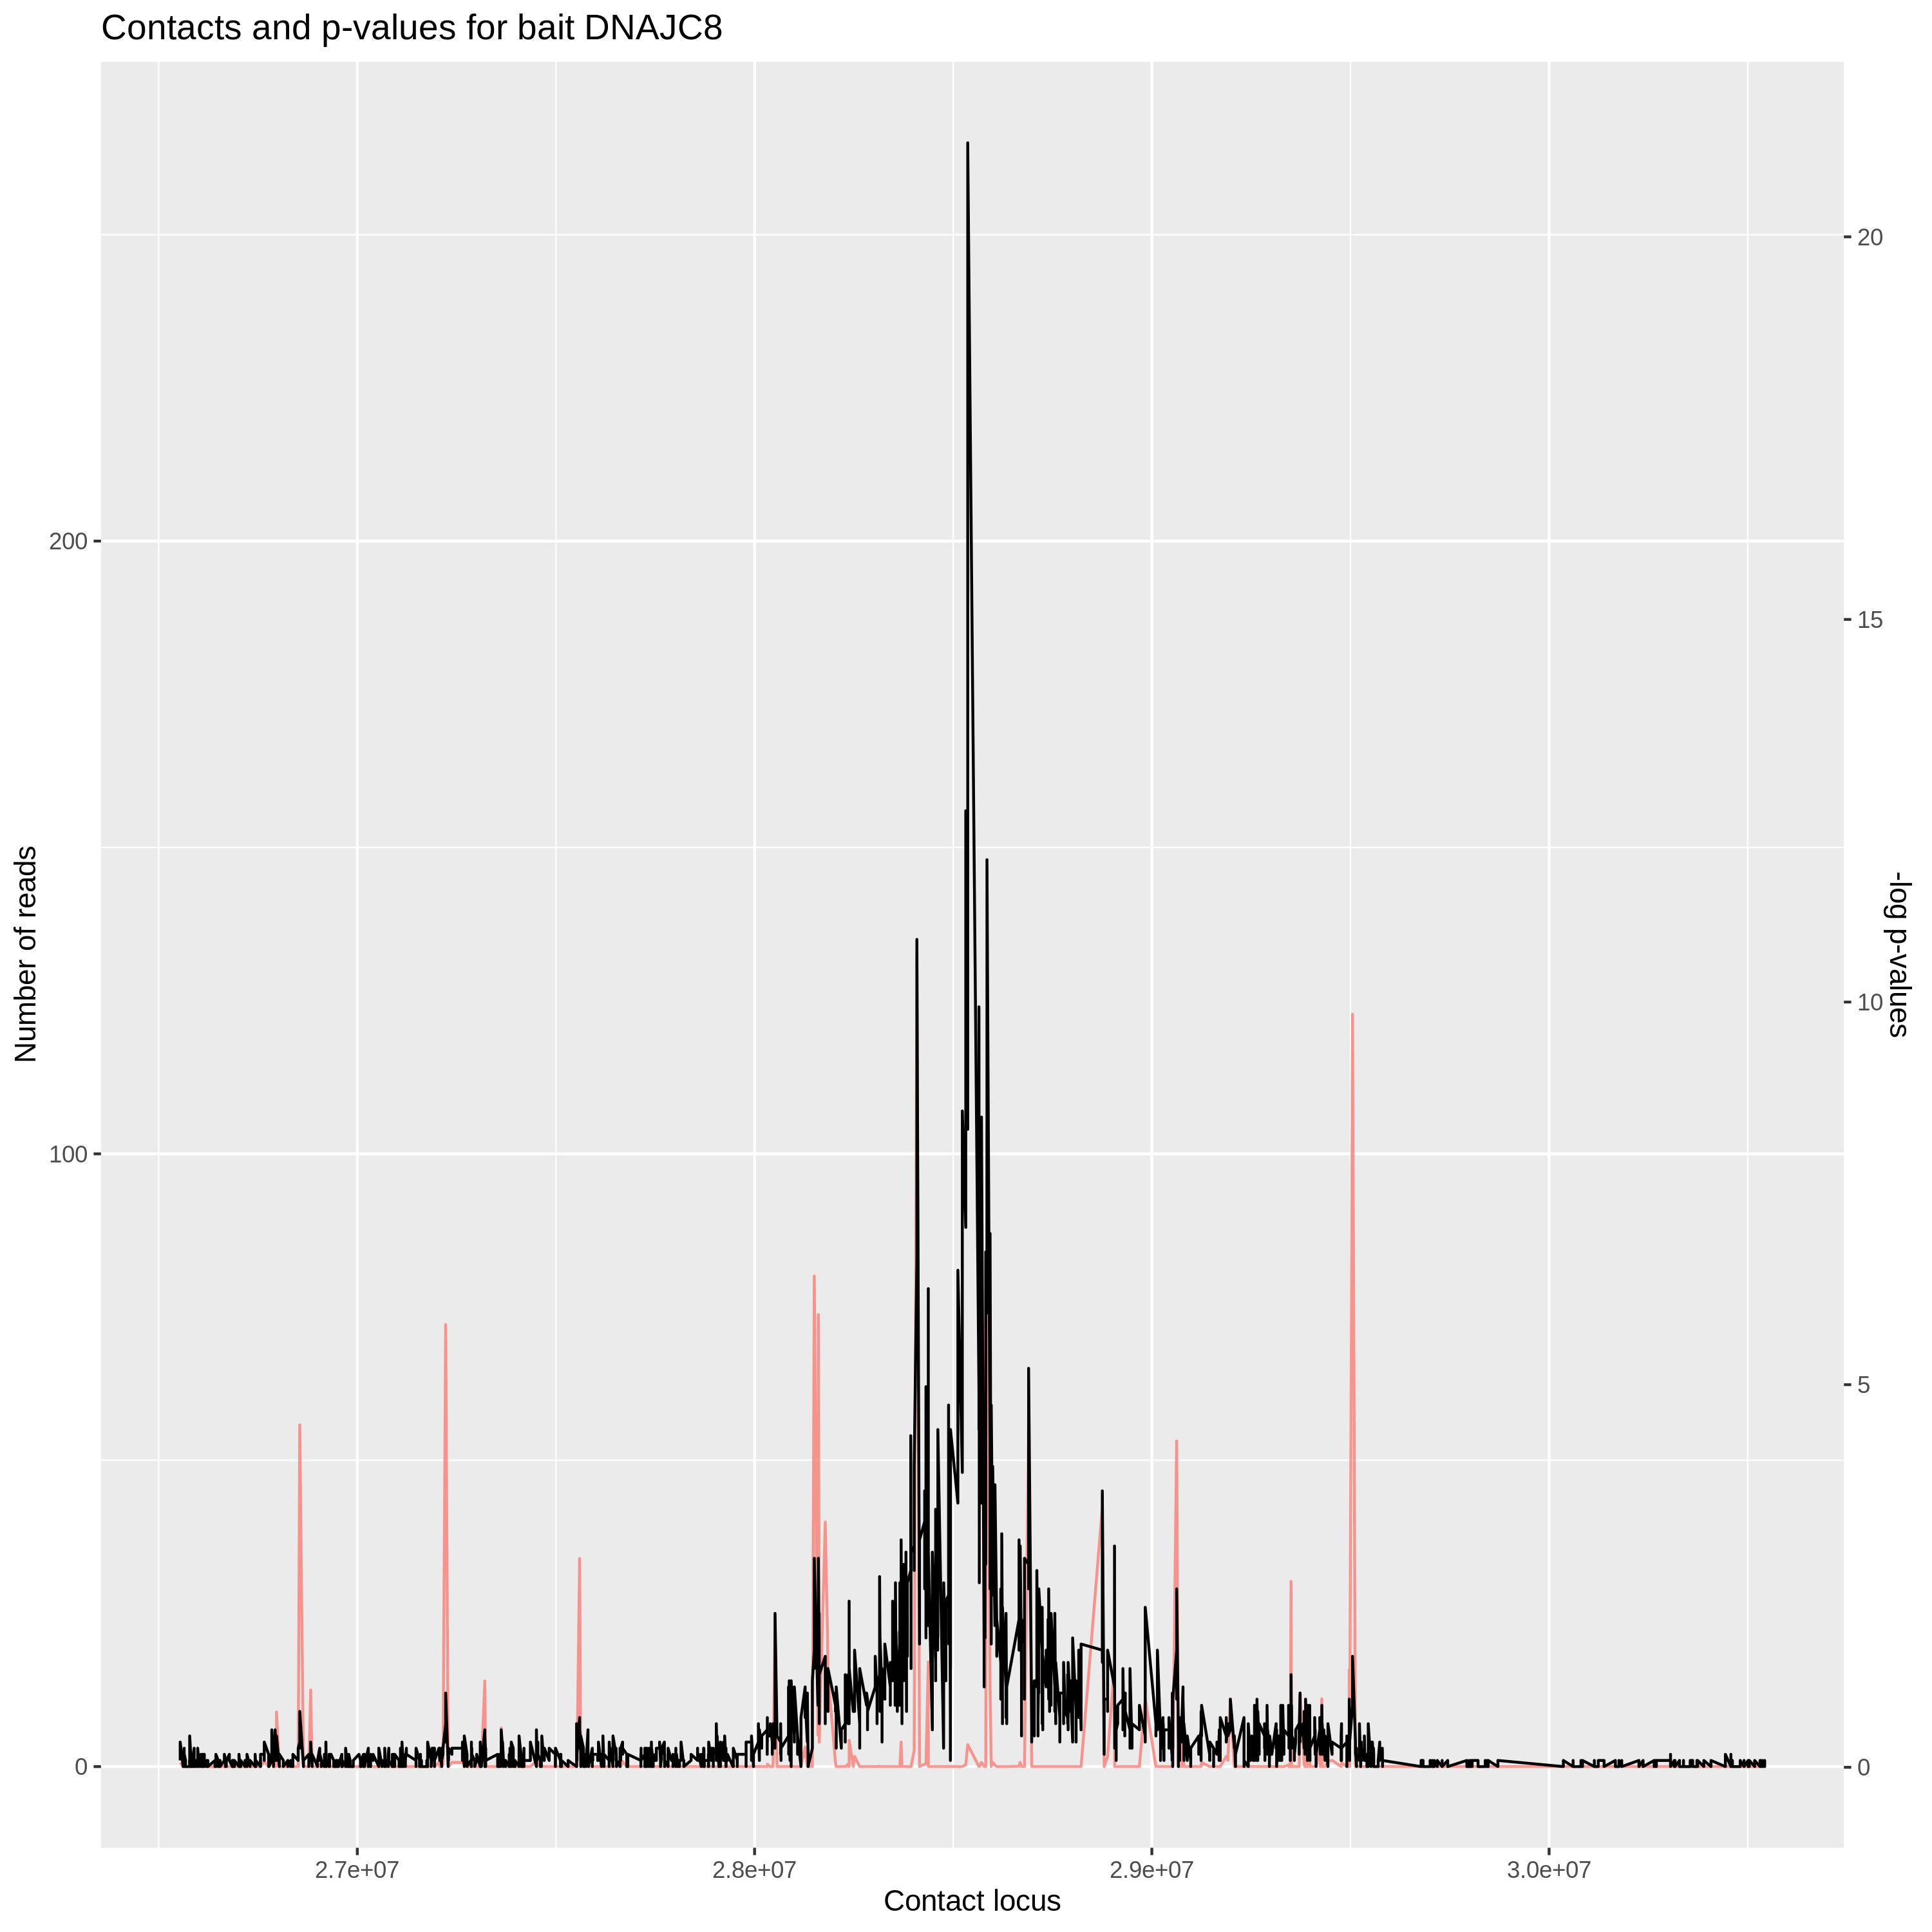 Contacts and p-values for bait DNAJC8
Number of reads
200
100
0
20
15
10
5
0
-log p-values
2.7e+07
2.8e+07
2.9e+07
3.0e+07
Contact locus